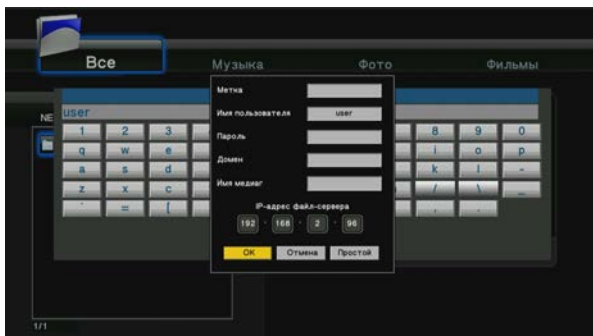 Все Музыка Фото Фильмы
NE
user
1 2 3 8 9 0
q w e i o p
a s d k l -
z x c / \ _
` = [ , .
Метка
Имя пользователя user
Пароль
Домен
Имя медиаг
IP-адрес файл-сервера
192 168 2 96
OK Отмена Простой
1/1